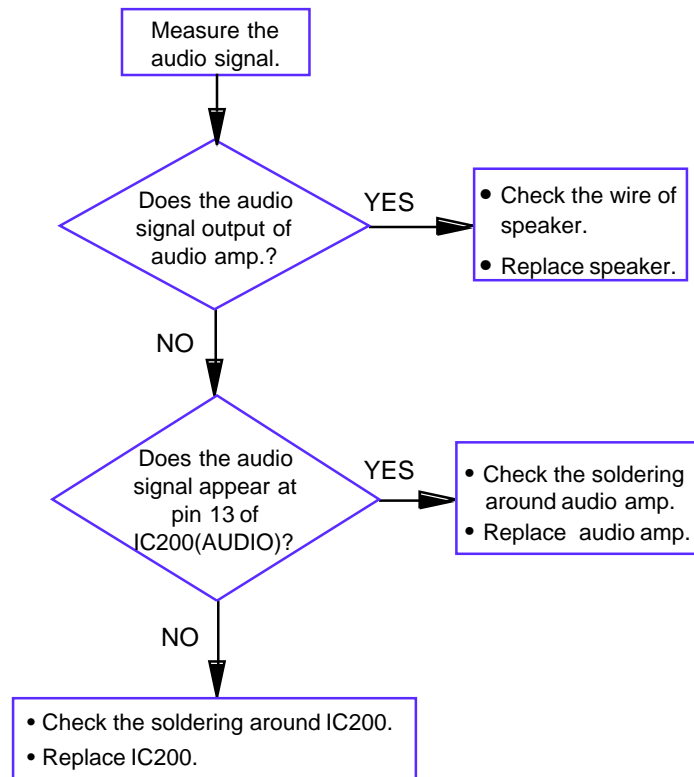 Measure the
audio signal.
Does the audio
signal output of
audio amp.?
YES
• Check the wire of
speaker.
• Replace speaker.
NO
Does the audio
signal appear at
pin 13 of
IC200(AUDIO)?
YES
• Check the soldering
around audio amp.
• Replace audio amp.
NO
• Check the soldering around IC200.
• Replace IC200.